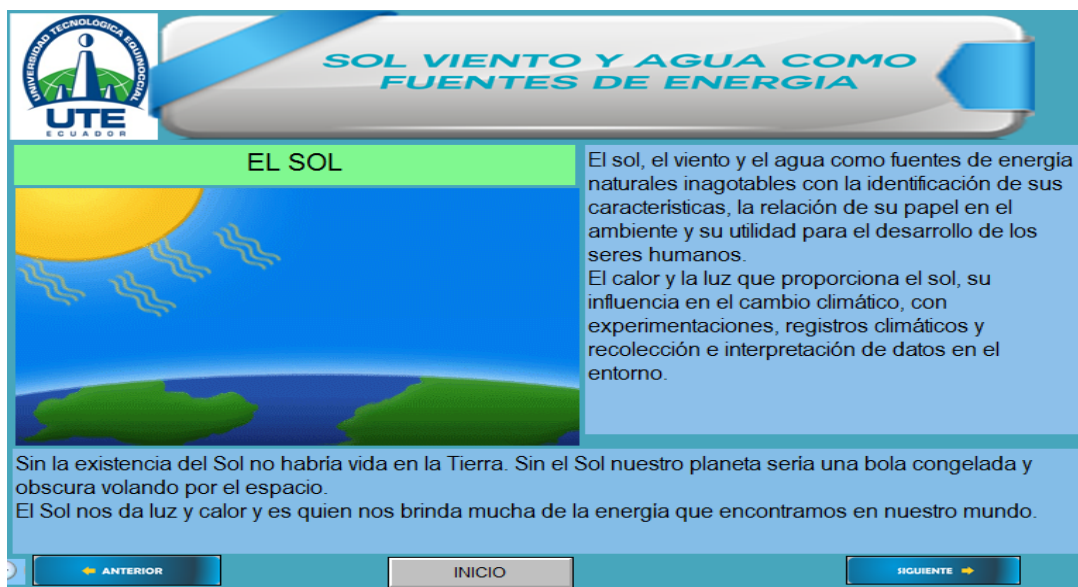 UNIVERSIDAD TECNOLÓGICA EQUINOCCIAL
UTE
ECUADOR
SOL VIENTO Y AGUA COMO
FUENTES DE ENERGIA
EL SOL
El sol, el viento y el agua como fuentes de energía
naturales inagotables con la identificación de sus
características, la relación de su papel en el
ambiente y su utilidad para el desarrollo de los
seres humanos.
El calor y la luz que proporciona el sol, su
influencia en el cambio climático, con
experimentaciones, registros climáticos y
recolección e interpretación de datos en el
entorno.
Sin la existencia del Sol no habría vida en la Tierra. Sin el Sol nuestro planeta sería una bola congelada y
obscura volando por el espacio.
El Sol nos da luz y calor y es quien nos brinda mucha de la energía que encontramos en nuestro mundo.
ANTERIOR
INICIO
SIGUIENTE